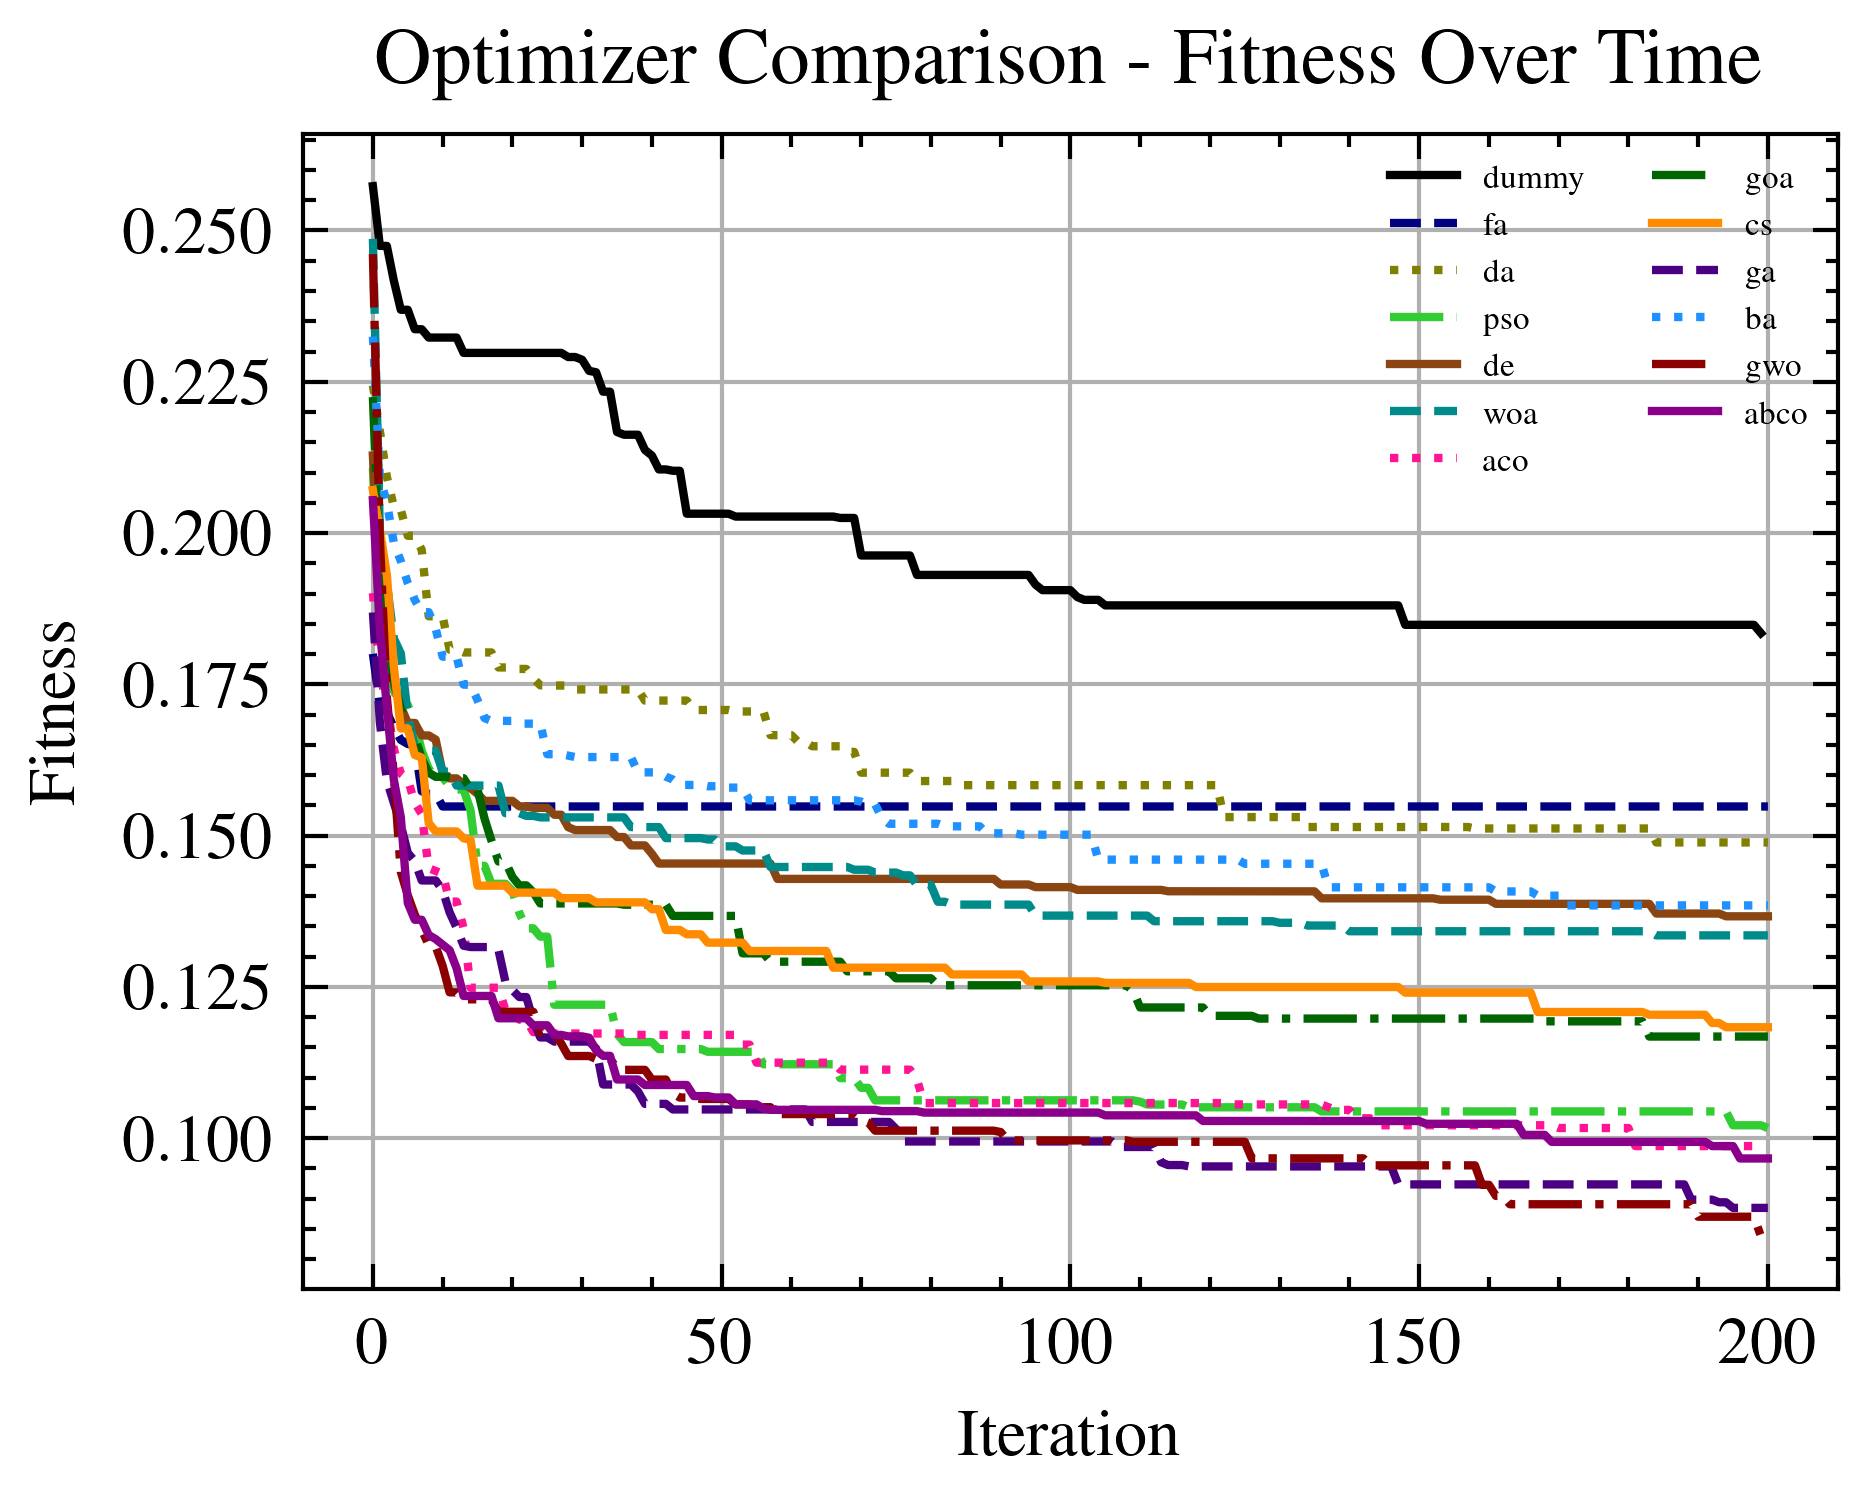 Optimizer Comparison - Fitness Over Time
0.250
0.225
0.200
0.175
0.150
0.125
0.100
Fitness
dummy
fa
da
pso
de
woa
aco
goa
cs
ga
ba
gwo
abco
0 50 100 150 200
Iteration